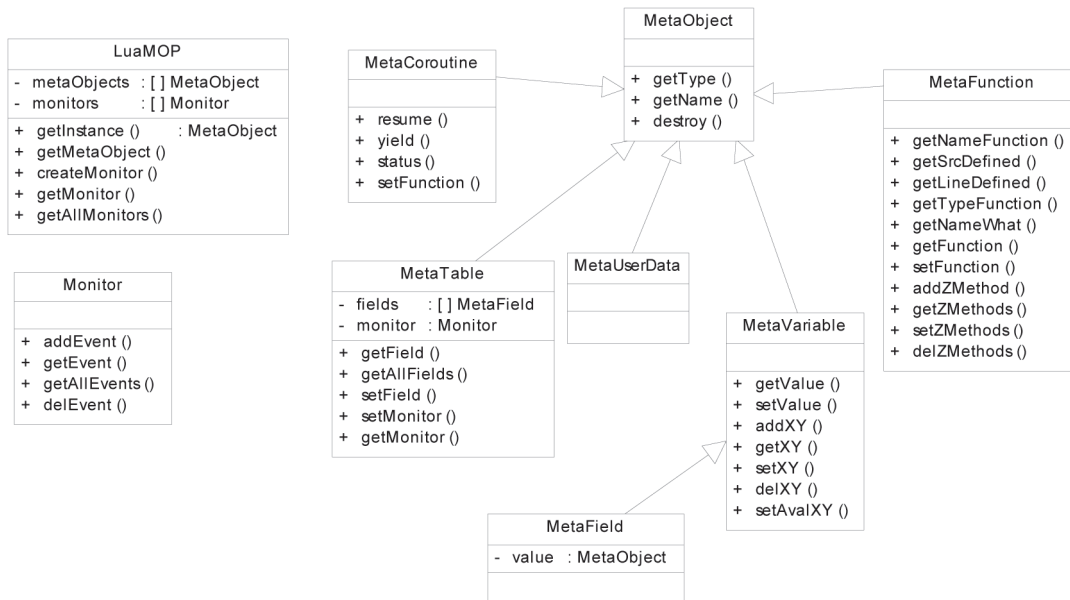 LuaMOP
- metaObjects : [ ] MetaObject
- monitors : [ ] Monitor
+ getInstance () : MetaObject
+ getMetaObject ()
+ createMonitor ()
+ getMonitor ()
+ getAllMonitors ()
Monitor
+ addEvent ()
+ getEvent ()
+ getAllEvents ()
+ delEvent ()
MetaCoroutine
+ resume ()
+ yield ()
+ status ()
+ setFunction ()
MetaObject
+ getType ()
+ getName ()
+ destroy ()
MetaFunction
+ getNameFunction ()
+ getSrcDefined ()
+ getLineDefined ()
+ getTypeFunction ()
+ getNameWhat ()
+ getFunction ()
+ setFunction ()
+ addZMethod ()
+ getZMethods ()
+ setZMethods ()
+ delZMethods ()
MetaTable
- fields : [ ] MetaField
- monitor : Monitor
+ getField ()
+ getAllFields ()
+ setField ()
+ setMonitor ()
+ getMonitor ()
MetaUserData
MetaVariable
+ getValue ()
+ setValue ()
+ addXY ()
+ getXY ()
+ setXY ()
+ delXY ()
+ setAvalXY ()
MetaField
- value : MetaObject